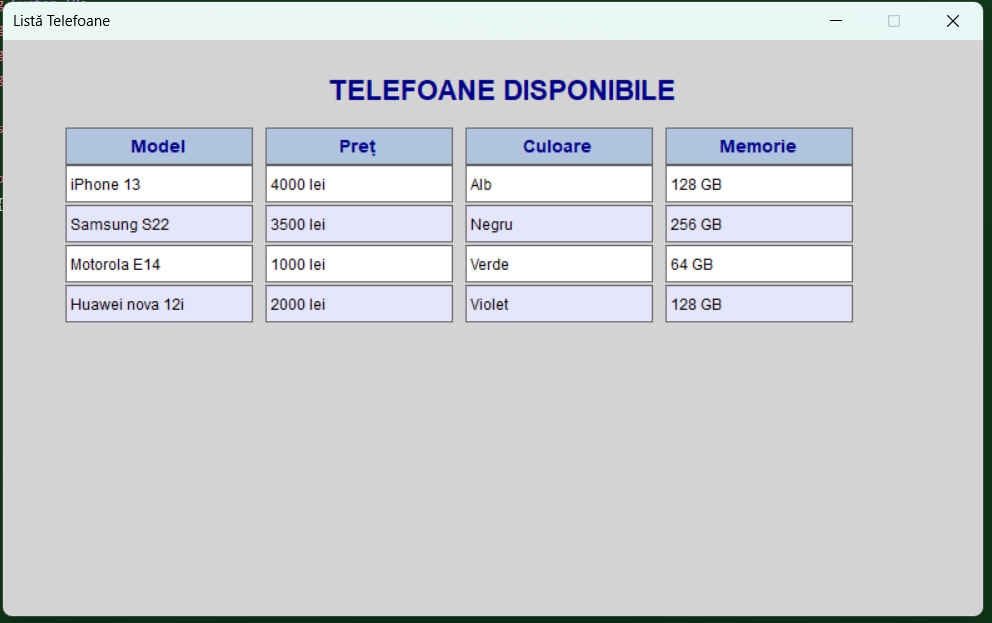 Listă Telefoane
TELEFOANE DISPONIBILE
Model Preț Culoare Memorie
iPhone 13 4000 lei Alb 128 GB
Samsung S22 3500 lei Negru 256 GB
Motorola E14 1000 lei Verde 64 GB
Huawei nova 12i 2000 lei Violet 128 GB